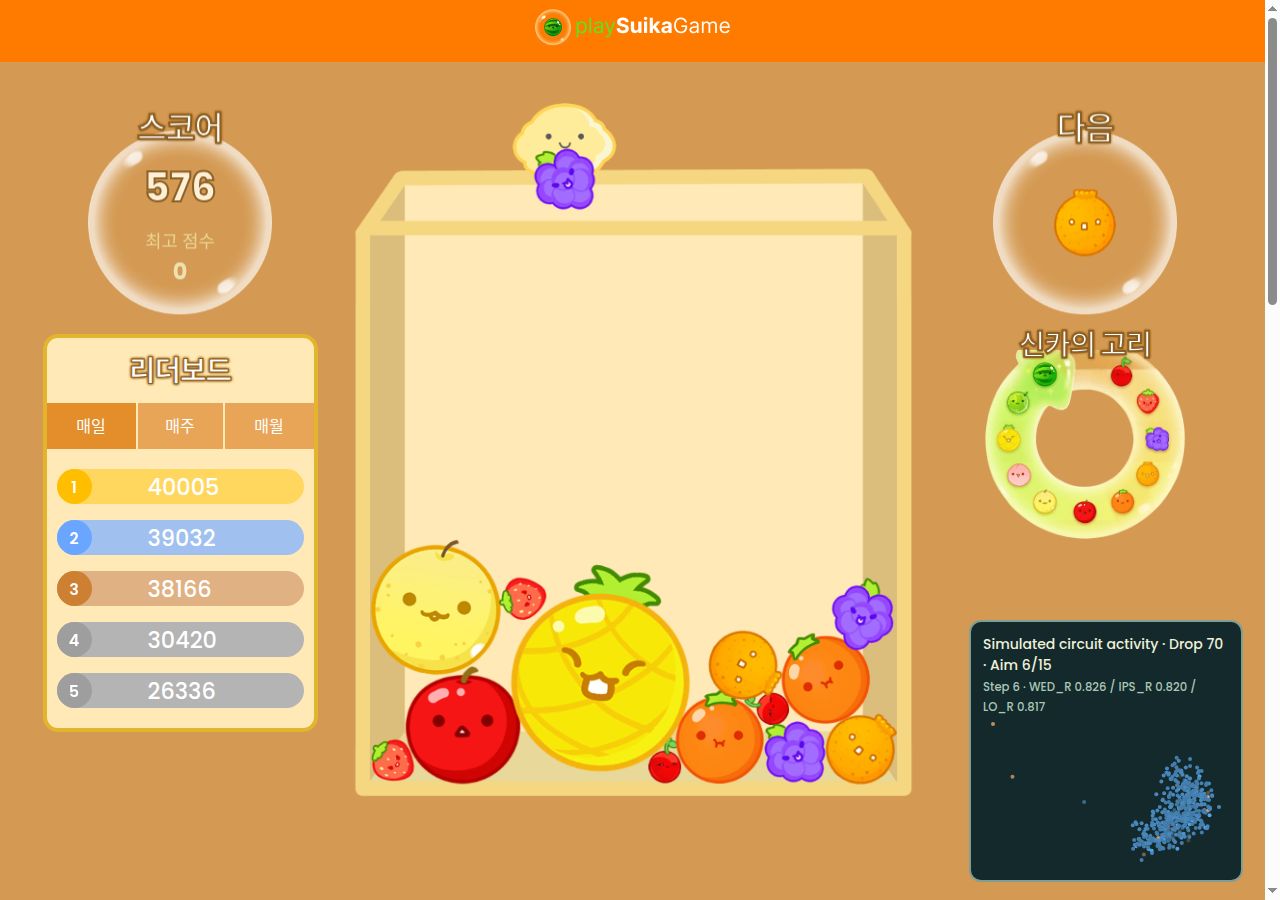 playSuikaGame
스코어
576
최고 점수
0
다음
신카의 고리
리더보드
매일 매주 매월
1 40005
2 39032
3 38166
4 30420
5 26336
Simulated circuit activity · Drop 70
· Aim 6/15
Step 6 · WED_R 0.826 / IPS_R 0.820 /
LO_R 0.817